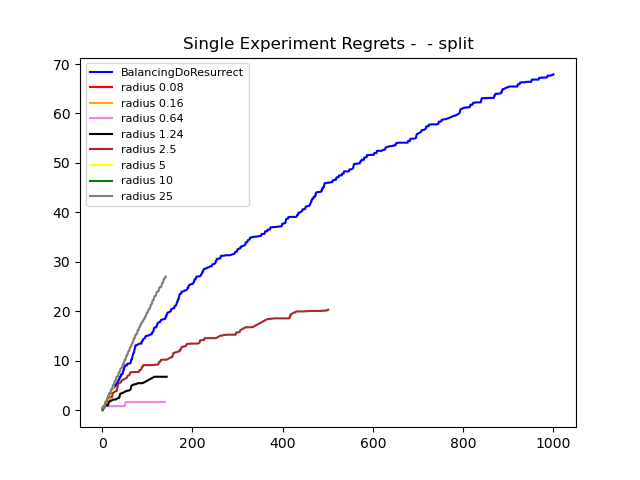 Single Experiment Regrets -  - split
70
60
50
40
30
20
10
0
BalancingDoResurrect
radius 0.08
radius 0.16
radius 0.64
radius 1.24
radius 2.5
radius 5
radius 10
radius 25
0 200 400 600 800 1000